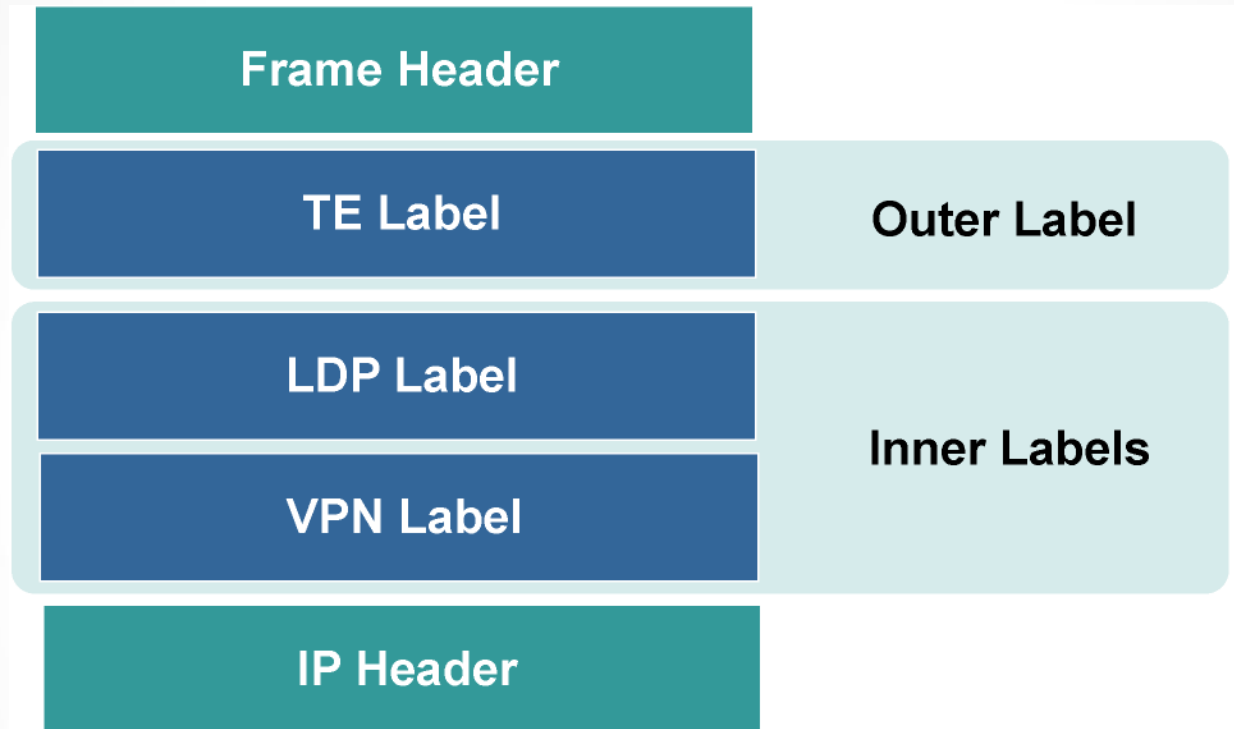 Frame Header
TE Label
Outer Label
LDP Label
Inner Labels
VPN Label
IP Header